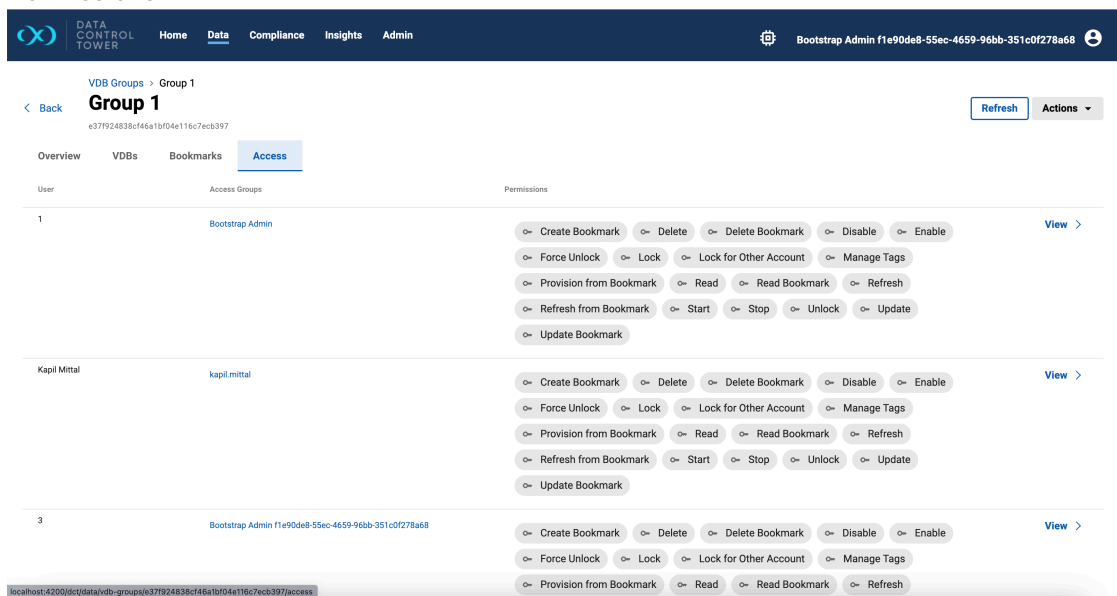 DATA
CONTROL
TOWER
Home Data Compliance Insights Admin
Bootstrap Admin f1e90de8-55ec-4659-96bb-351c0f278a68
VDB Groups > Group 1
< Back Group 1
Refresh Actions
e37f924838cf46a1bf04e116c7ecb397
Overview VDBs Bookmarks Access
User Access Groups Permissions
1 Bootstrap Admin View >
Create Bookmark Delete Delete Bookmark Disable Enable
Force Unlock Lock Lock for Other Account Manage Tags
Provision from Bookmark Read Read Bookmark Refresh
Refresh from Bookmark Start Stop Unlock Update
Update Bookmark
Kapil Mittal kapil.mittal View >
Create Bookmark Delete Delete Bookmark Disable Enable
Force Unlock Lock Lock for Other Account Manage Tags
Provision from Bookmark Read Read Bookmark Refresh
Refresh from Bookmark Start Stop Unlock Update
Update Bookmark
3 Bootstrap Admin f1e90de8-55ec-4659-96bb-351c0f278a68 View >
Create Bookmark Delete Delete Bookmark Disable Enable
Force Unlock Lock Lock for Other Account Manage Tags
Provision from Bookmark Read Read Bookmark Refresh
localhost:4200/dct/data/vdb-groups/e37f924838cf46a1bf04e116c7ecb397/access